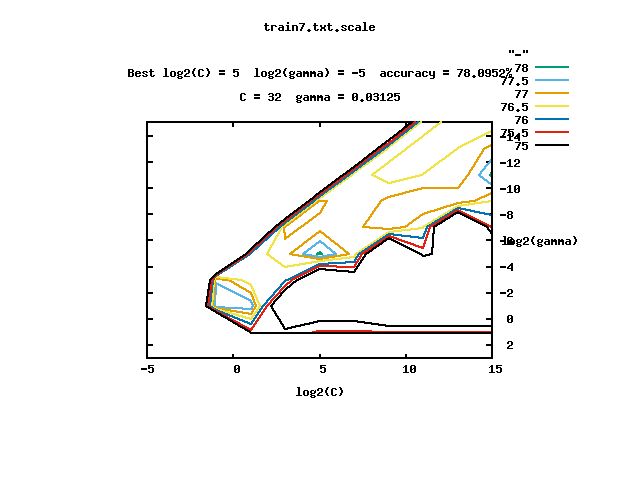 train7.txt.scale
"-"
Best log2(C) = 5  log2(gamma) = -5  accuracy = 78.0952%
78
77.5
C = 32  gamma = 0.03125
77
76.5
76
75.5
75
-14
-12
-10
-8
-6
log2(gamma)
-4
-2
0
2
-5 0 5 10 15
log2(C)